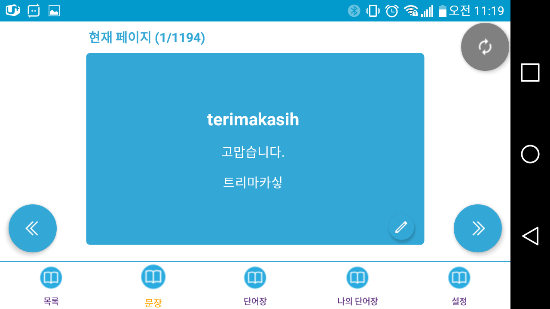 오전 11:19
현재 페이지 (1/1194)
terimakasih
고맙습니다.
트리마카싷
목록
문장
단어장
나의 단어장
설정